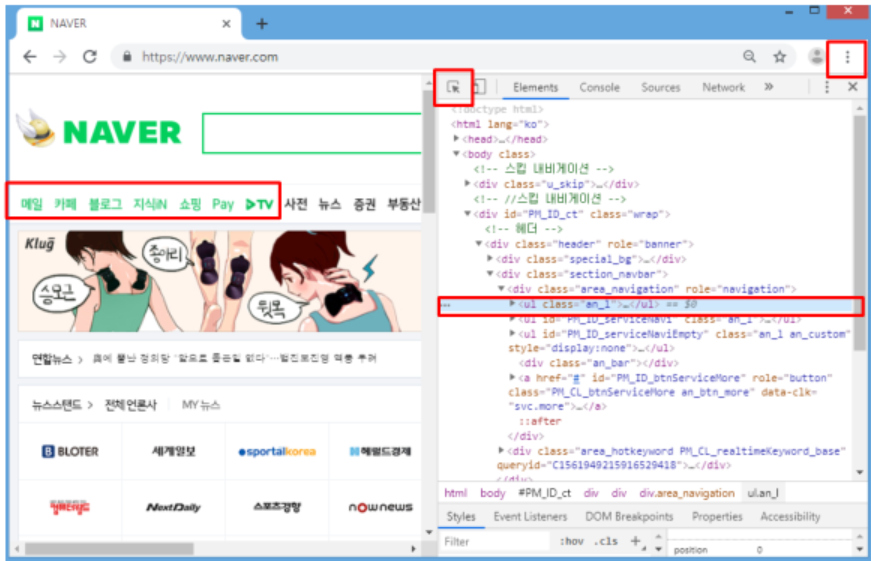 NAVER
https://www.naver.com
NAVER
메일 카페 블로그 지식iN 쇼핑 Pay TV 사전 뉴스 증권 부동산
Klug
종아리
승모근
뒷목
연합뉴스 >
뉴스스탠드 > 전체 언론사 MY 뉴스
BLOTER 세계일보 sportalkorea 헤럴드경제
NextDaily 스포츠경향 nownews
Elements Console Sources Network »
<!doctype html>
<html lang="ko">
▶<head>…</head>
▼<body class>
<!-- 스킵 내비게이션 -->
▶<div class="u_skip">…</div>
<!-- //스킵 내비게이션 -->
▼<div id="PM_ID_ct" class="wrap">
<!-- 헤더 -->
▼<div class="header" role="banner">
▶<div class="special_bg">…</div>
▼<div class="section_navbar">
▼<div class="area_navigation" role="navigation">
… ▶<ul class="an_l">…</ul> == $0
▶<ul id="PM_ID_serviceNavi" class="an_l">…</ul>
▶<ul id="PM_ID_serviceNaviEmpty" class="an_l an_custom"
style="display:none">…</ul>
<div class="an_bar"></div>
▶<a href="#" id="PM_ID_btnServiceMore" role="button"
class="PM_CL_btnServiceMore an_btn_more" data-clk=
"svc.more">…</a>
::after
</div>
▶<div class="area_hotkeyword PM_CL_realtimeKeyword_base"
queryid="C1561949215916529418">…</div>
</div>
html body #PM_ID_ct div div div.area_navigation ul.an_l
Styles Event Listeners DOM Breakpoints Properties Accessibility
Filter :hov .cls +
position 0